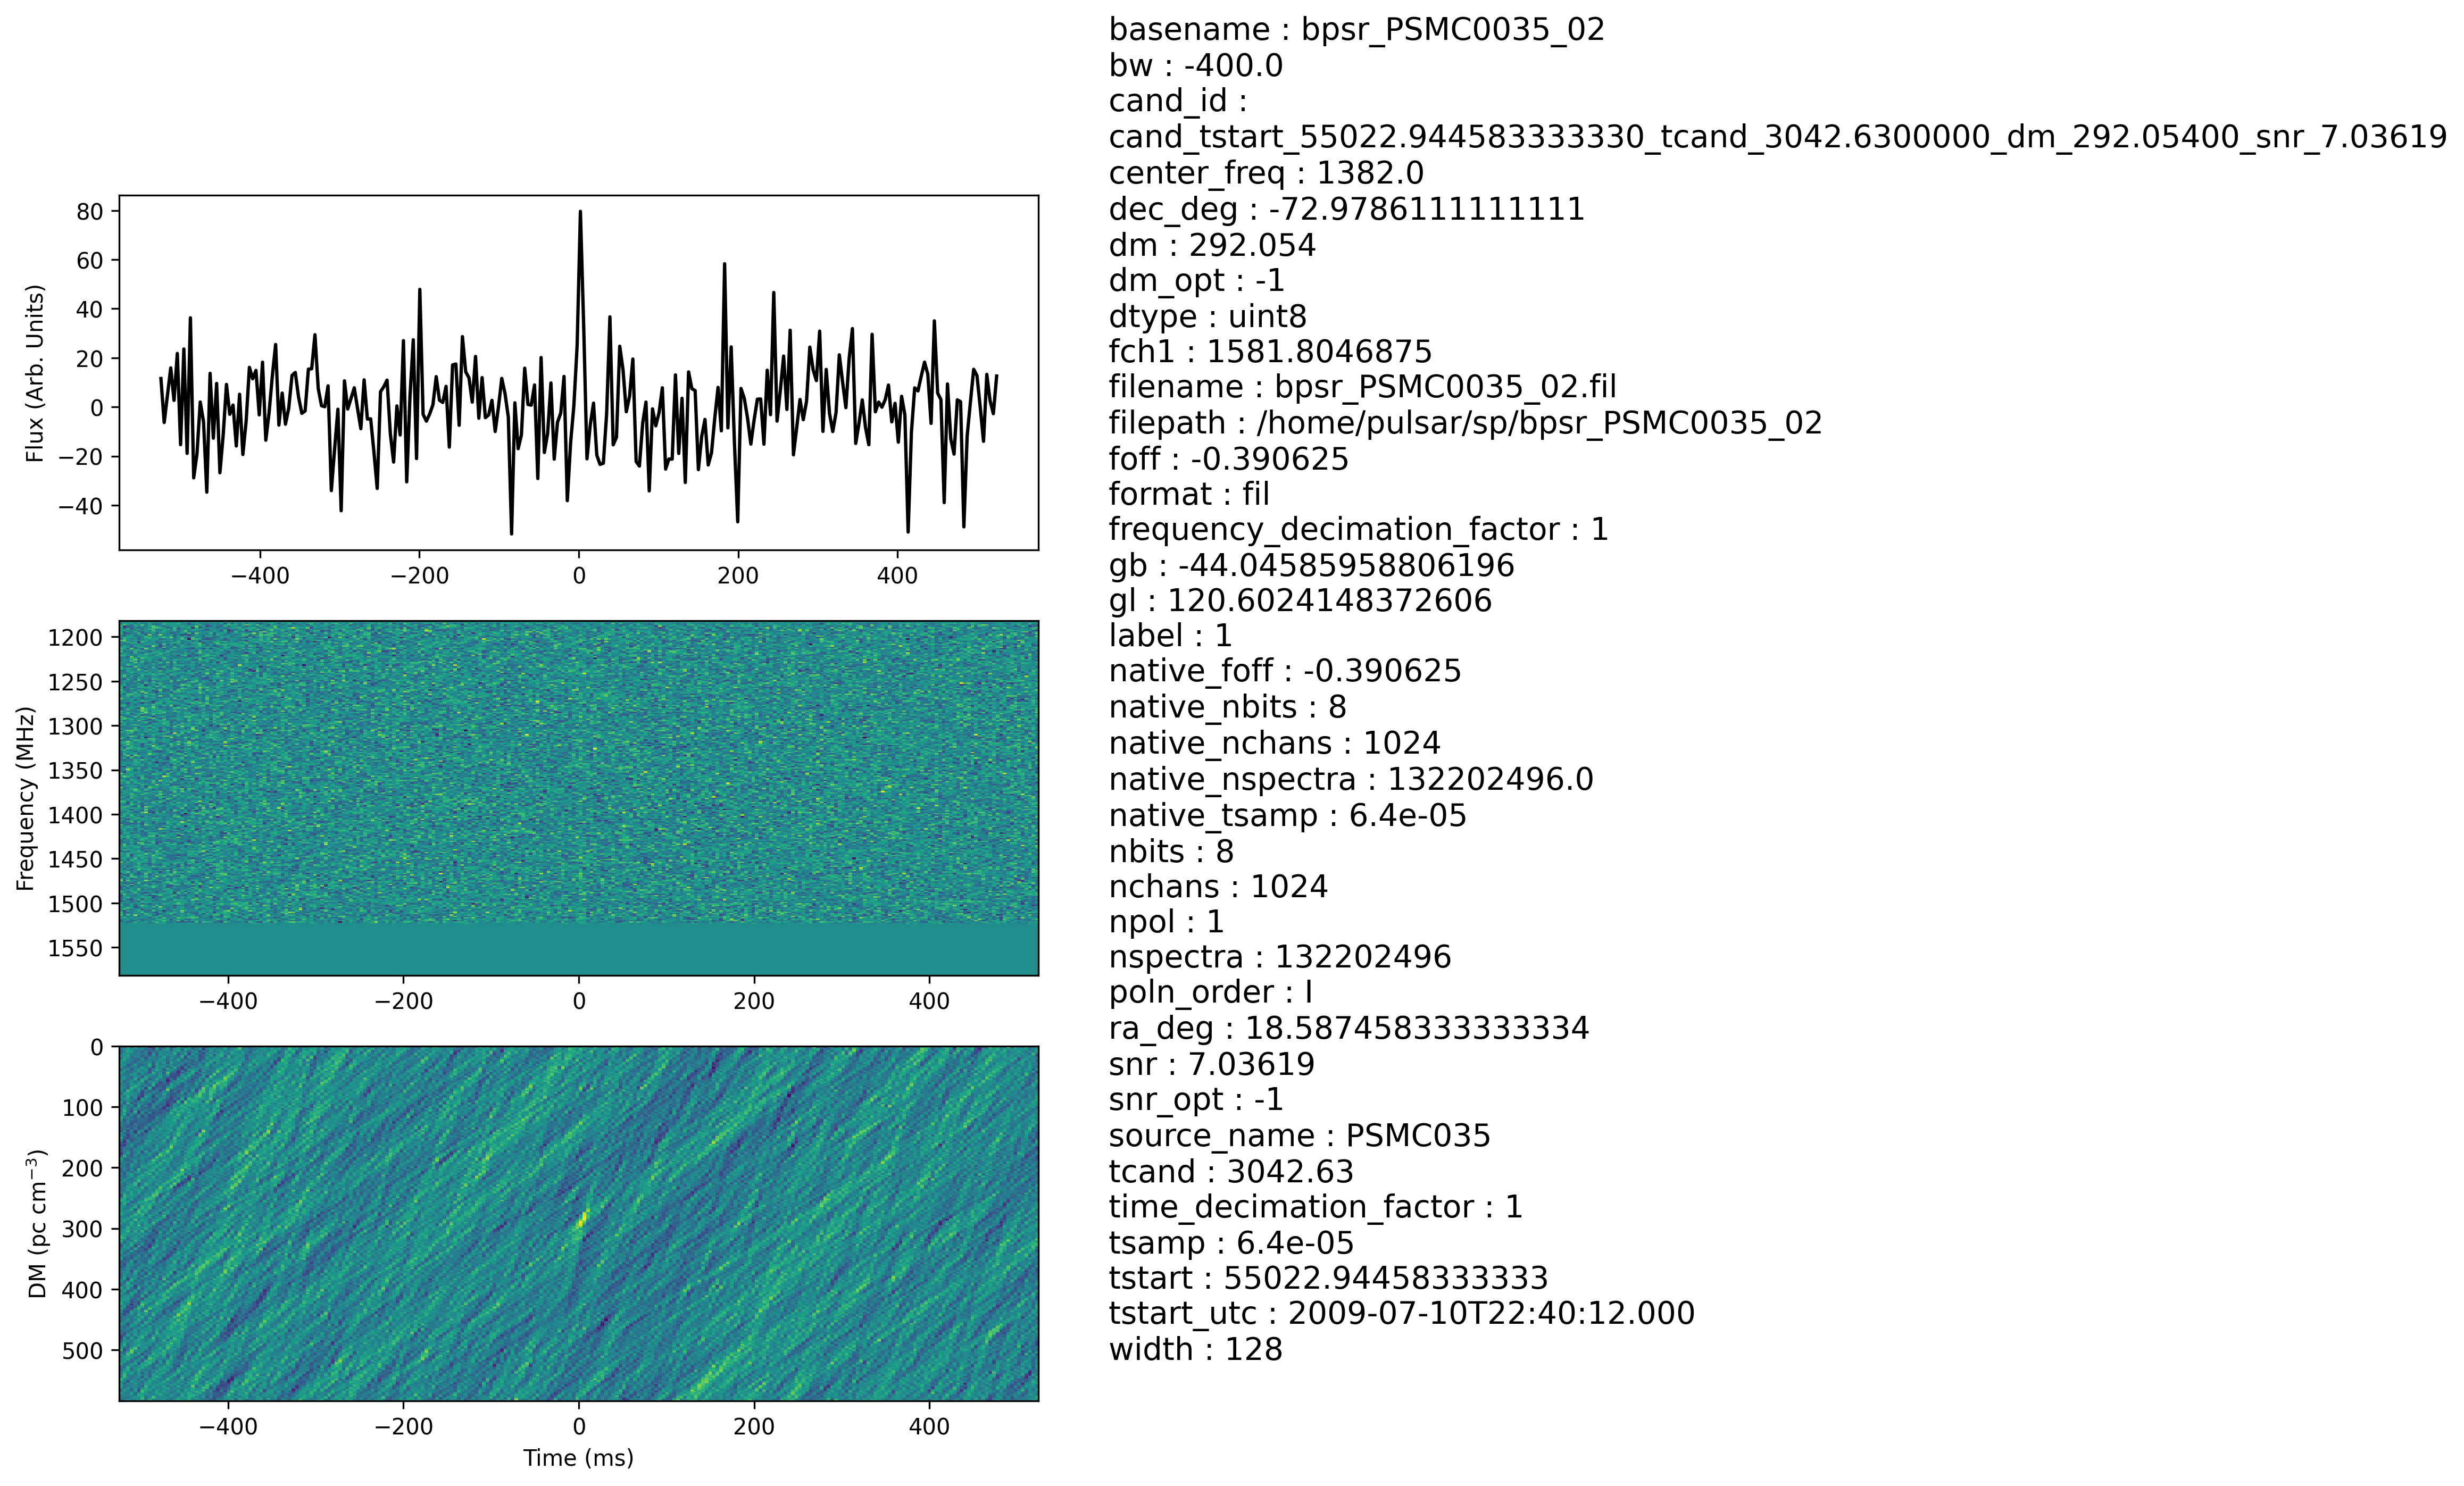 basename : bpsr_PSMC0035_02
bw : -400.0
cand_id :
cand_tstart_55022.944583333330_tcand_3042.6300000_dm_292.05400_snr_7.03619
center_freq : 1382.0
dec_deg : -72.9786111111111
dm : 292.054
dm_opt : -1
dtype : uint8
fch1 : 1581.8046875
filename : bpsr_PSMC0035_02.fil
filepath : /home/pulsar/sp/bpsr_PSMC0035_02
foff : -0.390625
format : fil
frequency_decimation_factor : 1
gb : -44.04585958806196
gl : 120.6024148372606
label : 1
native_foff : -0.390625
native_nbits : 8
native_nchans : 1024
native_nspectra : 132202496.0
native_tsamp : 6.4e-05
nbits : 8
nchans : 1024
npol : 1
nspectra : 132202496
poln_order : I
ra_deg : 18.587458333333334
snr : 7.03619
snr_opt : -1
source_name : PSMC035
tcand : 3042.63
time_decimation_factor : 1
tsamp : 6.4e-05
tstart : 55022.94458333333
tstart_utc : 2009-07-10T22:40:12.000
width : 128
Flux (Arb. Units)
80
60
40
20
0
−20
−40
−400 −200 0 200 400
Frequency (MHz)
1200
1250
1300
1350
1400
1450
1500
1550
−400 −200 0 200 400
DM (pc cm⁻³)
0
100
200
300
400
500
−400 −200 0 200 400
Time (ms)